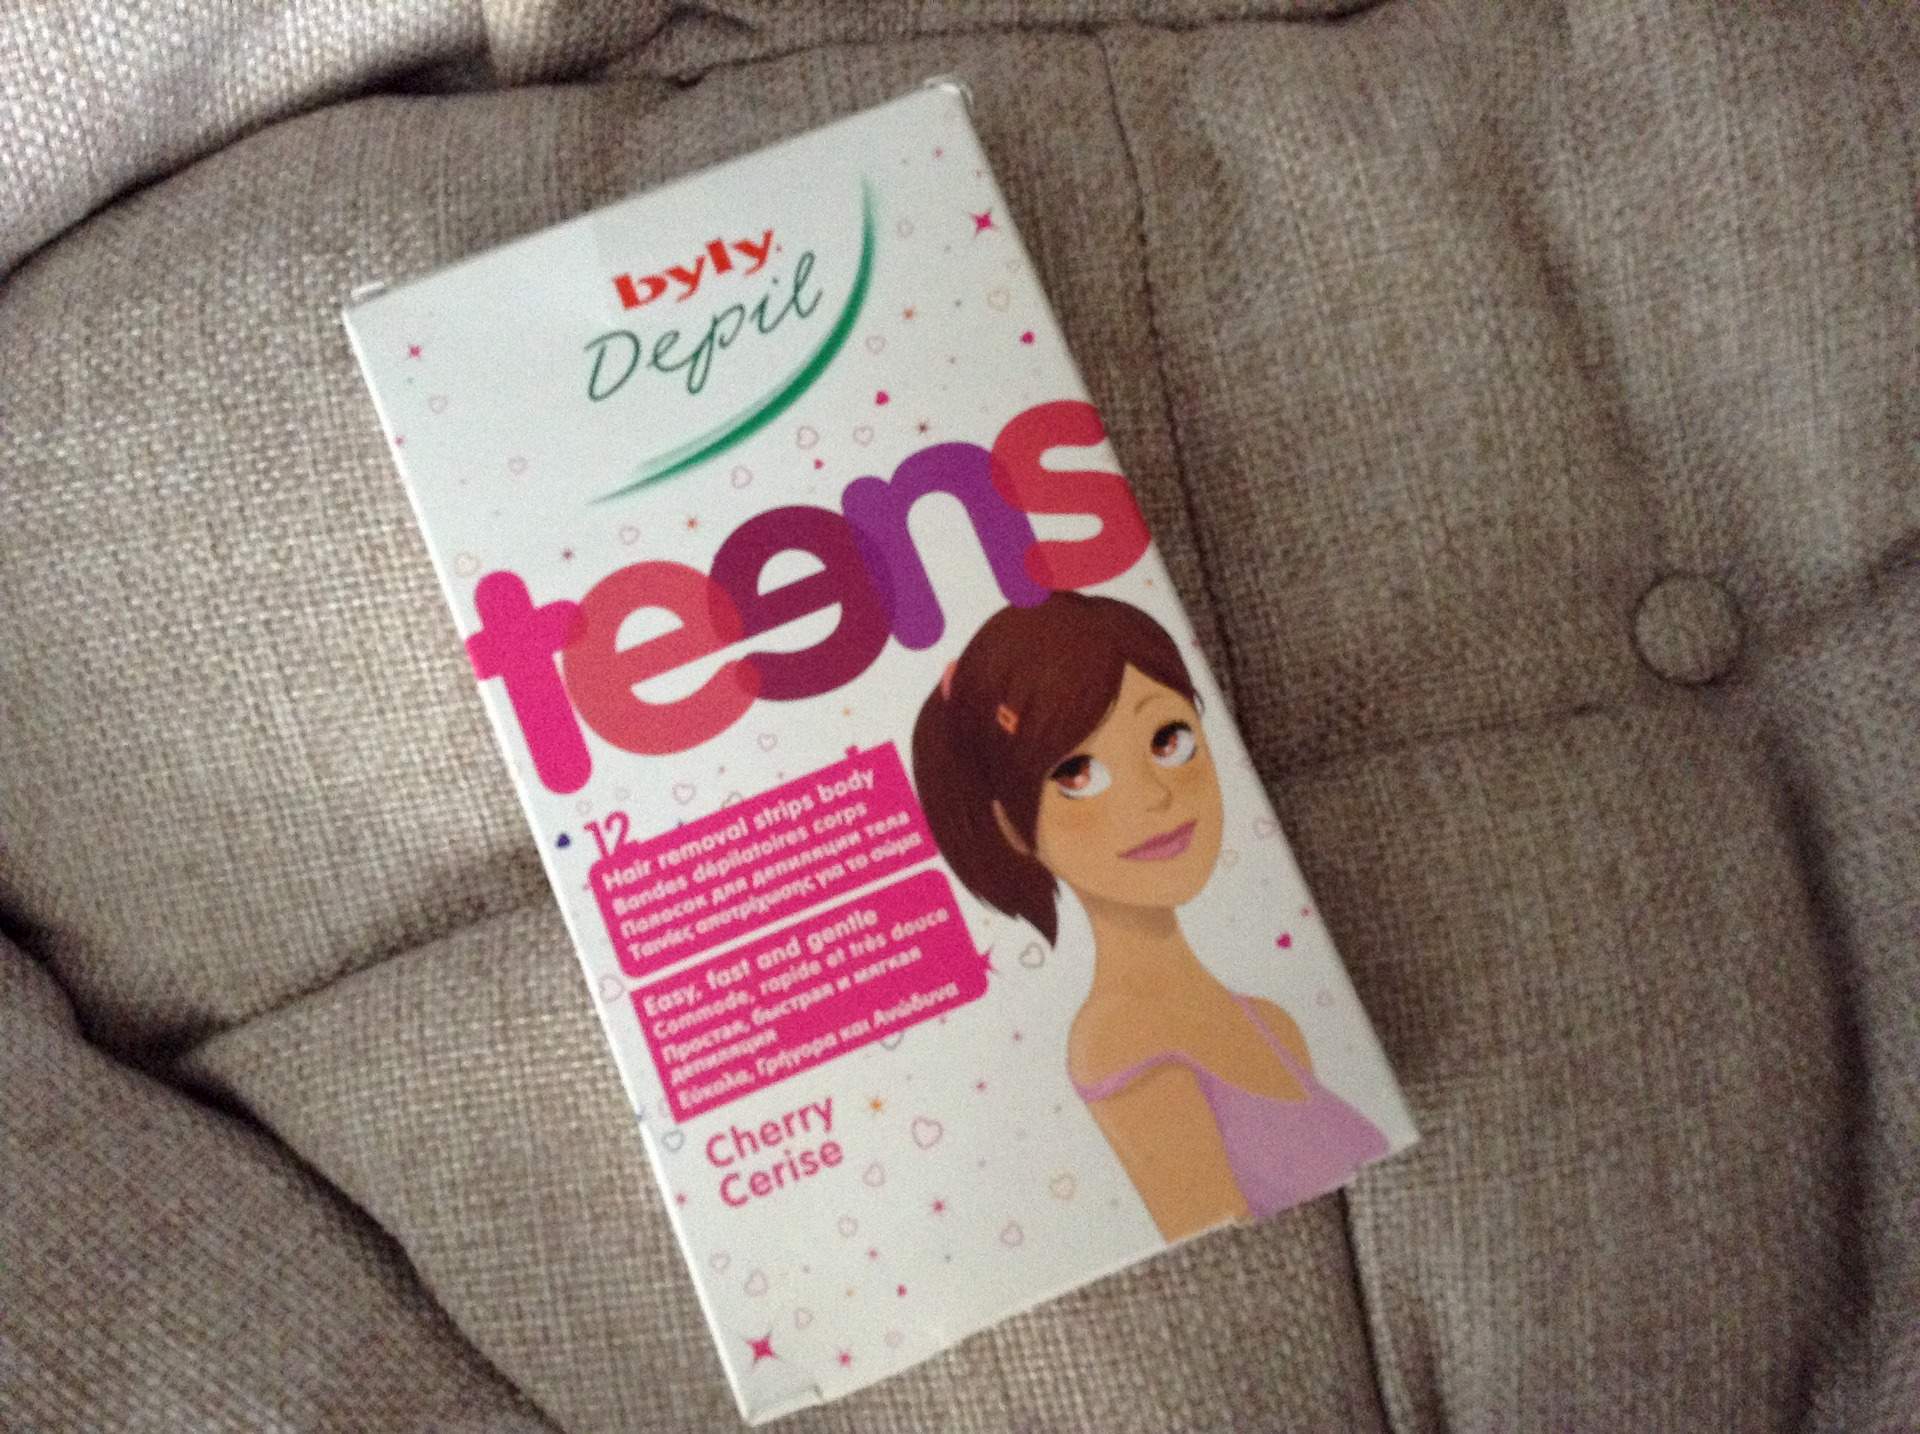 byly
Depil
teens
12
Hair removal strips body
Bandes dépilatoires corps
Полосок для депиляции тела
Ταινίες αποτρίχωσης για το σώμα
Easy, fast and gentle
Commode, rapide et très douce
Простая, быстрая и мягкая
депиляция
Εύκολα, Γρήγορα και Ανώδυνα
Cherry
Cerise